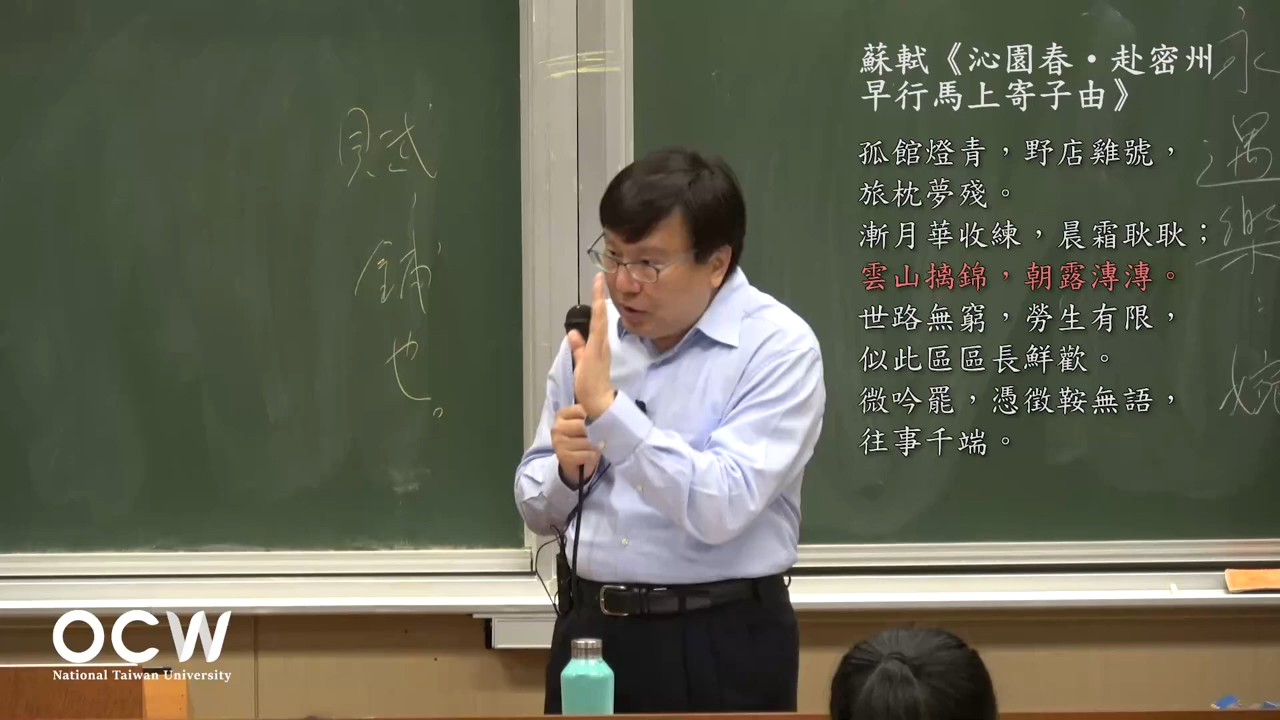 蘇軾《沁園春·赴密州
早行馬上寄子由》
孤館燈青，野店雞號，
旅枕夢殘。
漸月華收練，晨霜耿耿；
雲山摛錦，朝露漙漙。
世路無窮，勞生有限，
似此區區長鮮歡。
微吟罷，憑徵鞍無語，
往事千端。
賦
鋪
也。
永
遇
樂
：
婉
OCW
National Taiwan University